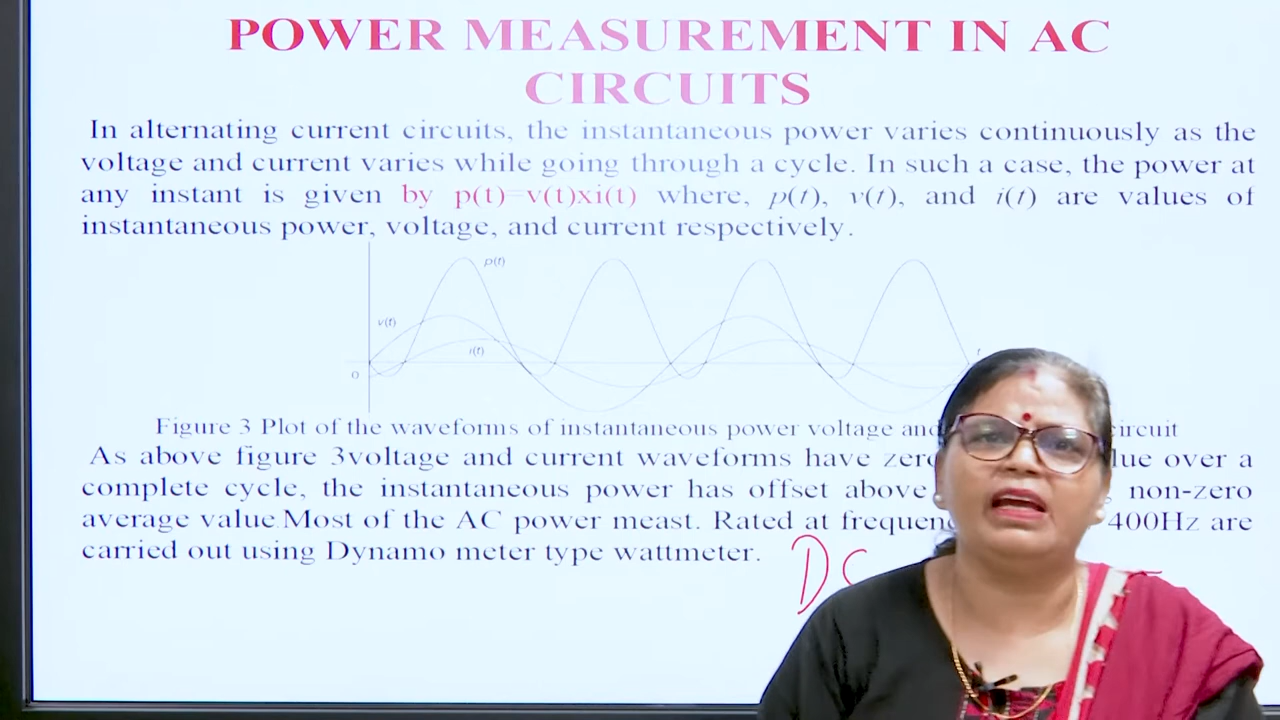 POWER MEASUREMENT IN AC
CIRCUITS
In alternating current circuits, the instantaneous power varies continuously as the
voltage and current varies while going through a cycle. In such a case, the power at
any instant is given by p(t)=v(t)xi(t) where, p(t), v(t), and i(t) are values of
instantaneous power, voltage, and current respectively.
p(t)
v(t)
i(t)
t
0
Figure 3 Plot of the waveforms of instantaneous power voltage and circuit
As above figure 3voltage and current waveforms have zero over a
complete cycle, the instantaneous power has offset above non-zero
average value.Most of the AC power meast. Rated at 400Hz are
carried out using Dynamo meter type wattmeter.